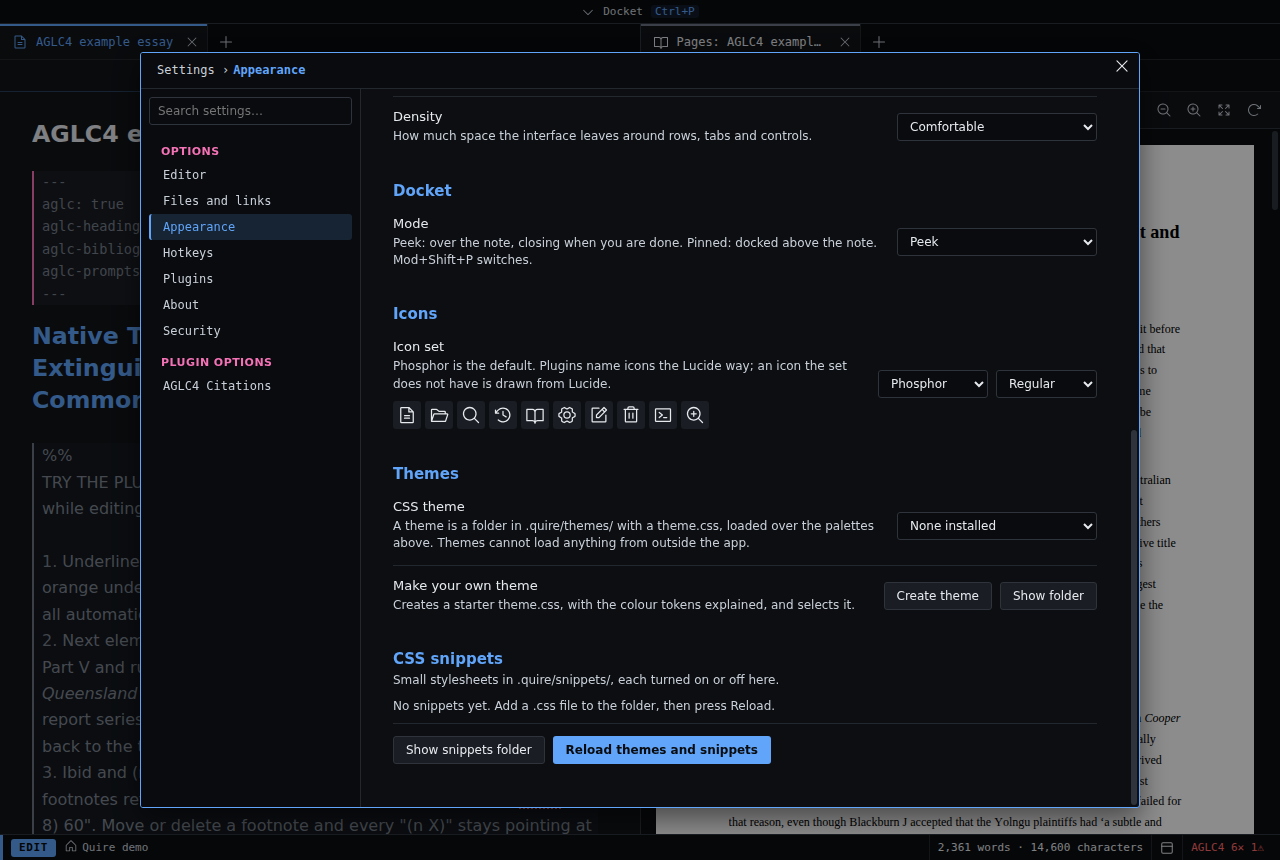 Docket Ctrl+P
AGLC4 example essay
Pages: AGLC4 exampl…
Settings › Appearance
Search settings...
OPTIONS
Editor
Files and links
Appearance
Hotkeys
Plugins
About
Security
PLUGIN OPTIONS
AGLC4 Citations
Density
How much space the interface leaves around rows, tabs and controls.
Comfortable
Docket
Mode
Peek: over the note, closing when you are done. Pinned: docked above the note.
Mod+Shift+P switches.
Peek
Icons
Icon set
Phosphor is the default. Plugins name icons the Lucide way; an icon the set
does not have is drawn from Lucide.
Phosphor
Regular
Themes
CSS theme
A theme is a folder in .quire/themes/ with a theme.css, loaded over the palettes
above. Themes cannot load anything from outside the app.
None installed
Make your own theme
Creates a starter theme.css, with the colour tokens explained, and selects it.
Create theme
Show folder
CSS snippets
Small stylesheets in .quire/snippets/, each turned on or off here.
No snippets yet. Add a .css file to the folder, then press Reload.
Show snippets folder
Reload themes and snippets
AGLC4 e
---
aglc: true
aglc-heading
aglc-bibliog
aglc-prompts
---
Native T
Extingui
Common
%%
TRY THE PLU
while editing
1. Underline
orange unde
all automati
2. Next elem
Part V and ru
Queensland
report series
back to the
3. Ibid and (
footnotes re
8) 60". Move or delete a footnote and every "(n X)" stays pointing at
t and
it before
d that
s to
ne
be
tralian
t
hers
ive title
s
gest
e the
Cooper
ally
ived
st
ailed for
that reason, even though Blackburn J accepted that the Yolngu plaintiffs had ‘a subtle and
EDIT
Quire demo
2,361 words · 14,600 characters
AGLC4 6× 1⚠